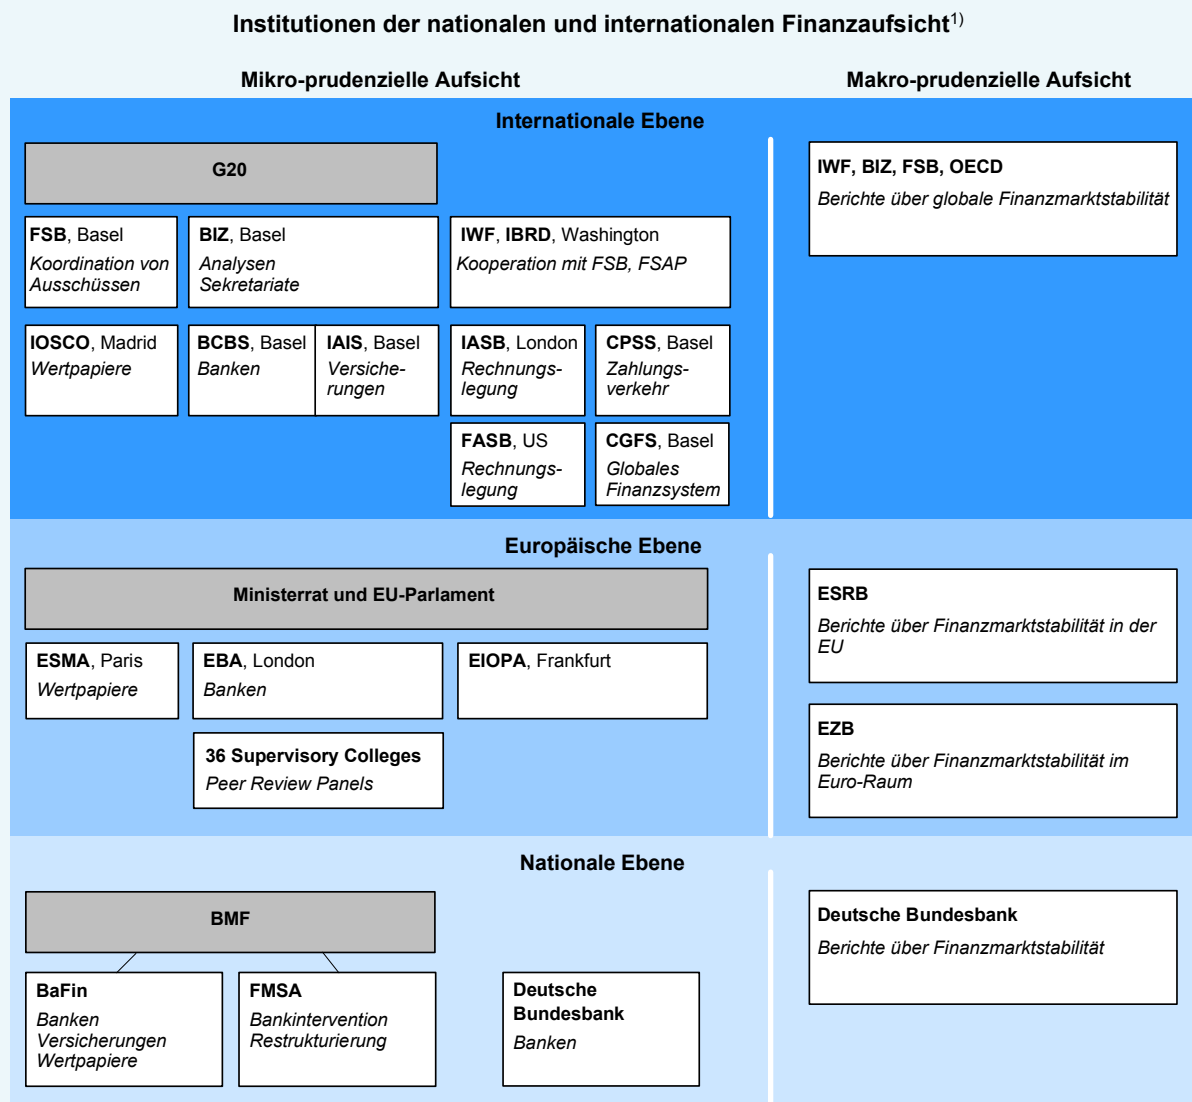 Institutionen der nationalen und internationalen Finanzaufsicht1)
Mikro-prudenzielle Aufsicht
Makro-prudenzielle Aufsicht
Internationale Ebene
G20
FSB, Basel
Koordination von
Ausschüssen
BIZ, Basel
Analysen
Sekretariate
IWF, IBRD, Washington
Kooperation mit FSB, FSAP
IOSCO, Madrid
Wertpapiere
BCBS, Basel
Banken
IAIS, Basel
Versiche-
rungen
IASB, London
Rechnungs-
legung
CPSS, Basel
Zahlungs-
verkehr
FASB, US
Rechnungs-
legung
CGFS, Basel
Globales
Finanzsystem
IWF, BIZ, FSB, OECD
Berichte über globale Finanzmarktstabilität
Europäische Ebene
Ministerrat und EU-Parlament
ESMA, Paris
Wertpapiere
EBA, London
Banken
EIOPA, Frankfurt
36 Supervisory Colleges
Peer Review Panels
ESRB
Berichte über Finanzmarktstabilität in der
EU
EZB
Berichte über Finanzmarktstabilität im
Euro-Raum
Nationale Ebene
BMF
BaFin
Banken
Versicherungen
Wertpapiere
FMSA
Bankintervention
Restrukturierung
Deutsche
Bundesbank
Banken
Deutsche Bundesbank
Berichte über Finanzmarktstabilität